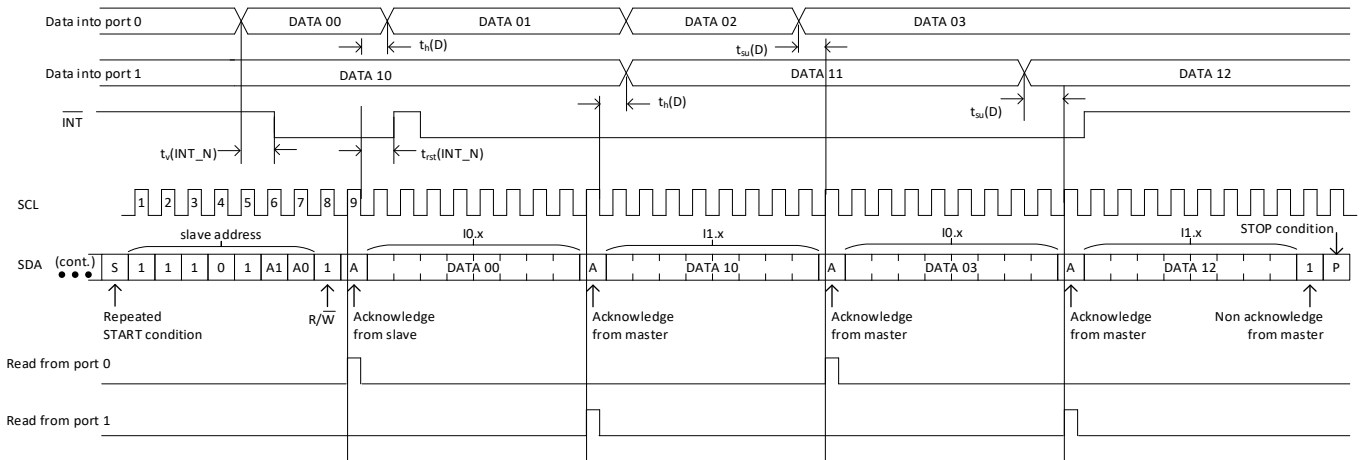 Data into port 0 DATA 00 DATA 01 DATA 02 DATA 03
th(D) tsu(D)
Data into port 1 DATA 10 DATA 11 DATA 12
th(D) tsu(D)
INT
tv(INT_N) trst(INT_N)
SCL 1 2 3 4 5 6 7 8 9
slave address I0.x I1.x I0.x I1.x STOP condition
SDA (cont.) S 1 1 1 0 1 A1 A0 1 A DATA 00 A DATA 10 A DATA 03 A DATA 12 1 P
Repeated R/W Acknowledge Acknowledge Acknowledge Acknowledge Non acknowledge
START condition from slave from master from master from master from master
Read from port 0
Read from port 1